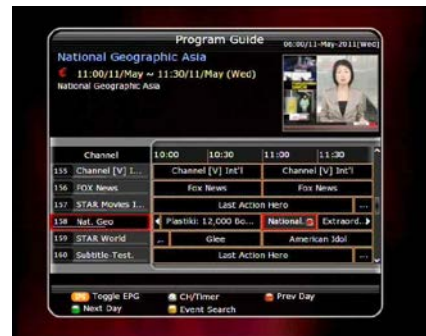 Program Guide
06:00/11-May-2011[Wed]
National Geographic Asia
11:00/11/May ~ 11:30/11/May (Wed)
National Geographic Asia
Channel 10:00 10:30 11:00 11:30
155 Channel [V] I... Channel [V] Int'l Channel [V] Int'l
156 FOX News Fox News Fox News
157 STAR Movies I... Last Action Hero ...
158 Nat. Geo Plastiki: 12,000 Bo... National. Extraord..
159 STAR World ... Glee American Idol
160 Subtitle-Test. Last Action Hero ...
Toggle EPG CH/Timer Prev Day
Next Day Event Search